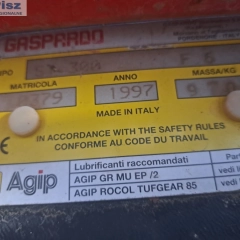 GASPARDO
MATRICOLA ANNO MASSA/KG
1997
MADE IN ITALY
IN ACCORDANCE WITH THE SAFETY RULES
CONFORME AU CODE DU TRAVAIL
Lubrificanti raccomandati
Agip
AGIP GR MU EP /2
AGIP ROCOL TUFGEAR 85